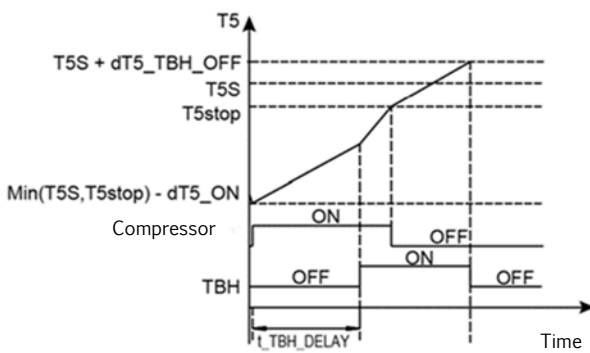 T5
T5S + dT5_TBH_OFF
T5S
T5stop
Min(T5S,T5stop) - dT5_ON
Compressor
ON
OFF
TBH
OFF
ON
OFF
t_TBH_DELAY
Time